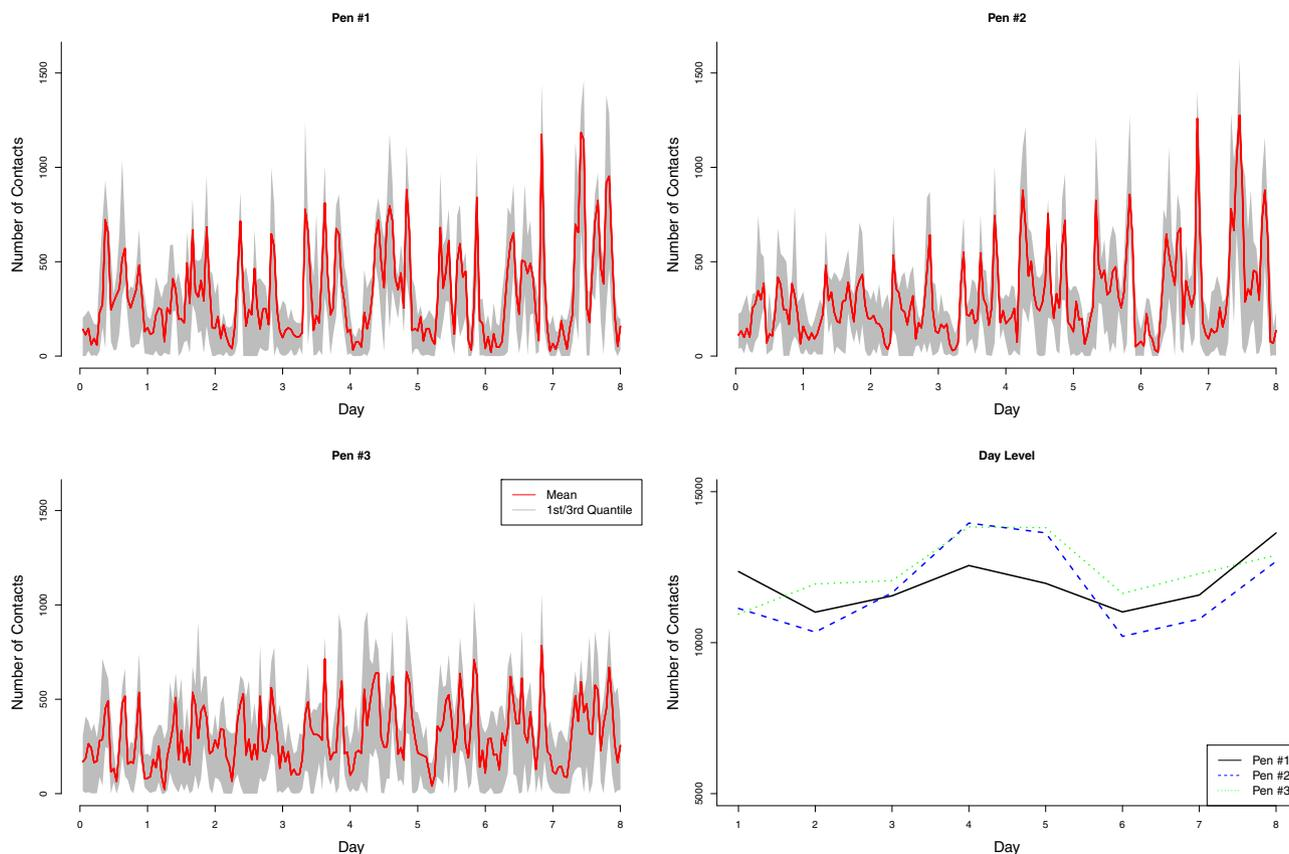 Pen #1
Number of Contacts
1500
1000
500
0
0 1 2 3 4 5 6 7 8
Day
Pen #2
Number of Contacts
1500
1000
500
0
0 1 2 3 4 5 6 7 8
Day
Pen #3
Number of Contacts
1500
1000
500
0
Mean
1st/3rd Quantile
0 1 2 3 4 5 6 7 8
Day
Day Level
Number of Contacts
15000
10000
5000
Pen #1
Pen #2
Pen #3
1 2 3 4 5 6 7 8
Day